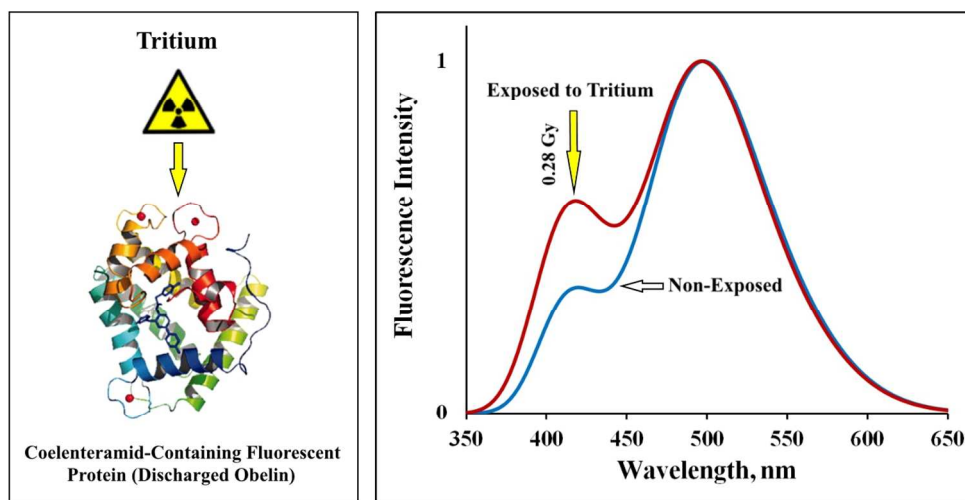 Tritium
Coelenteramid-Containing Fluorescent
Protein (Discharged Obelin)
Fluorescence Intensity
1
0
Exposed to Tritium
0.28 Gy
Non-Exposed
350
400
450
500
550
600
650
Wavelength, nm